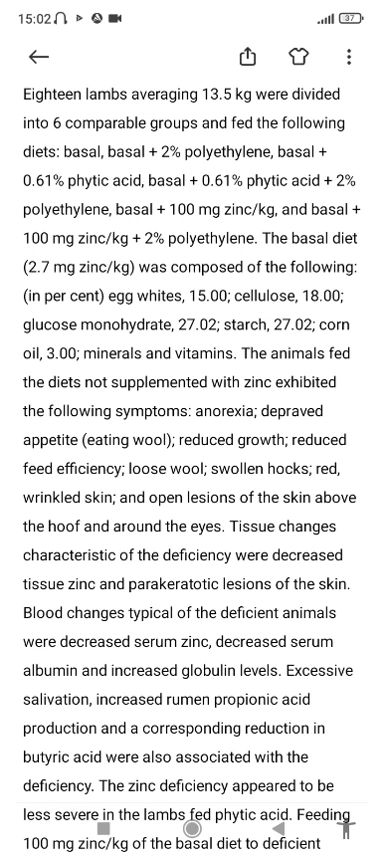 15:02
37
Eighteen lambs averaging 13.5 kg were divided
into 6 comparable groups and fed the following
diets: basal, basal + 2% polyethylene, basal +
0.61% phytic acid, basal + 0.61% phytic acid + 2%
polyethylene, basal + 100 mg zinc/kg, and basal +
100 mg zinc/kg + 2% polyethylene. The basal diet
(2.7 mg zinc/kg) was composed of the following:
(in per cent) egg whites, 15.00; cellulose, 18.00;
glucose monohydrate, 27.02; starch, 27.02; corn
oil, 3.00; minerals and vitamins. The animals fed
the diets not supplemented with zinc exhibited
the following symptoms: anorexia; depraved
appetite (eating wool); reduced growth; reduced
feed efficiency; loose wool; swollen hocks; red,
wrinkled skin; and open lesions of the skin above
the hoof and around the eyes. Tissue changes
characteristic of the deficiency were decreased
tissue zinc and parakeratotic lesions of the skin.
Blood changes typical of the deficient animals
were decreased serum zinc, decreased serum
albumin and increased globulin levels. Excessive
salivation, increased rumen propionic acid
production and a corresponding reduction in
butyric acid were also associated with the
deficiency. The zinc deficiency appeared to be
less severe in the lambs fed phytic acid. Feeding
100 mg zinc/kg of the basal diet to deficient